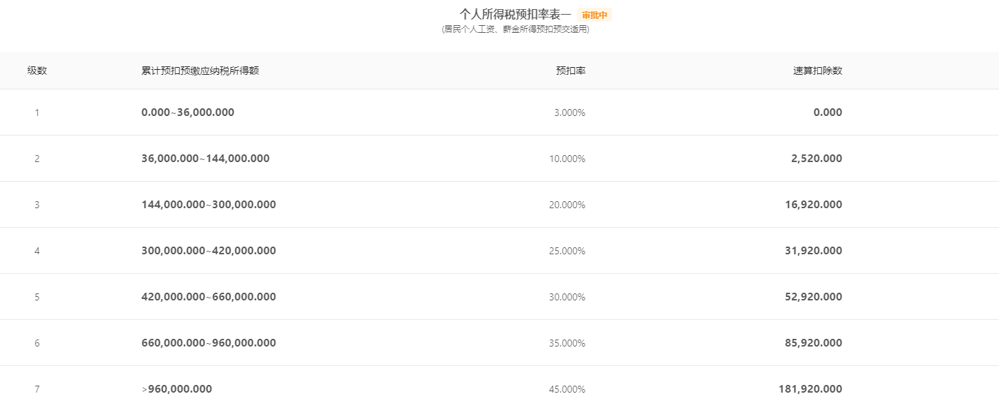 个人所得税预扣率表一 审批中
(居民个人工资、薪金所得预扣预交适用)
级数 累计预扣预缴应纳税所得额 预扣率 速算扣除数
1 0.000~36,000.000 3.000% 0.000
2 36,000.000~144,000.000 10.000% 2,520.000
3 144,000.000~300,000.000 20.000% 16,920.000
4 300,000.000~420,000.000 25.000% 31,920.000
5 420,000.000~660,000.000 30.000% 52,920.000
6 660,000.000~960,000.000 35.000% 85,920.000
7 >960,000.000 45.000% 181,920.000